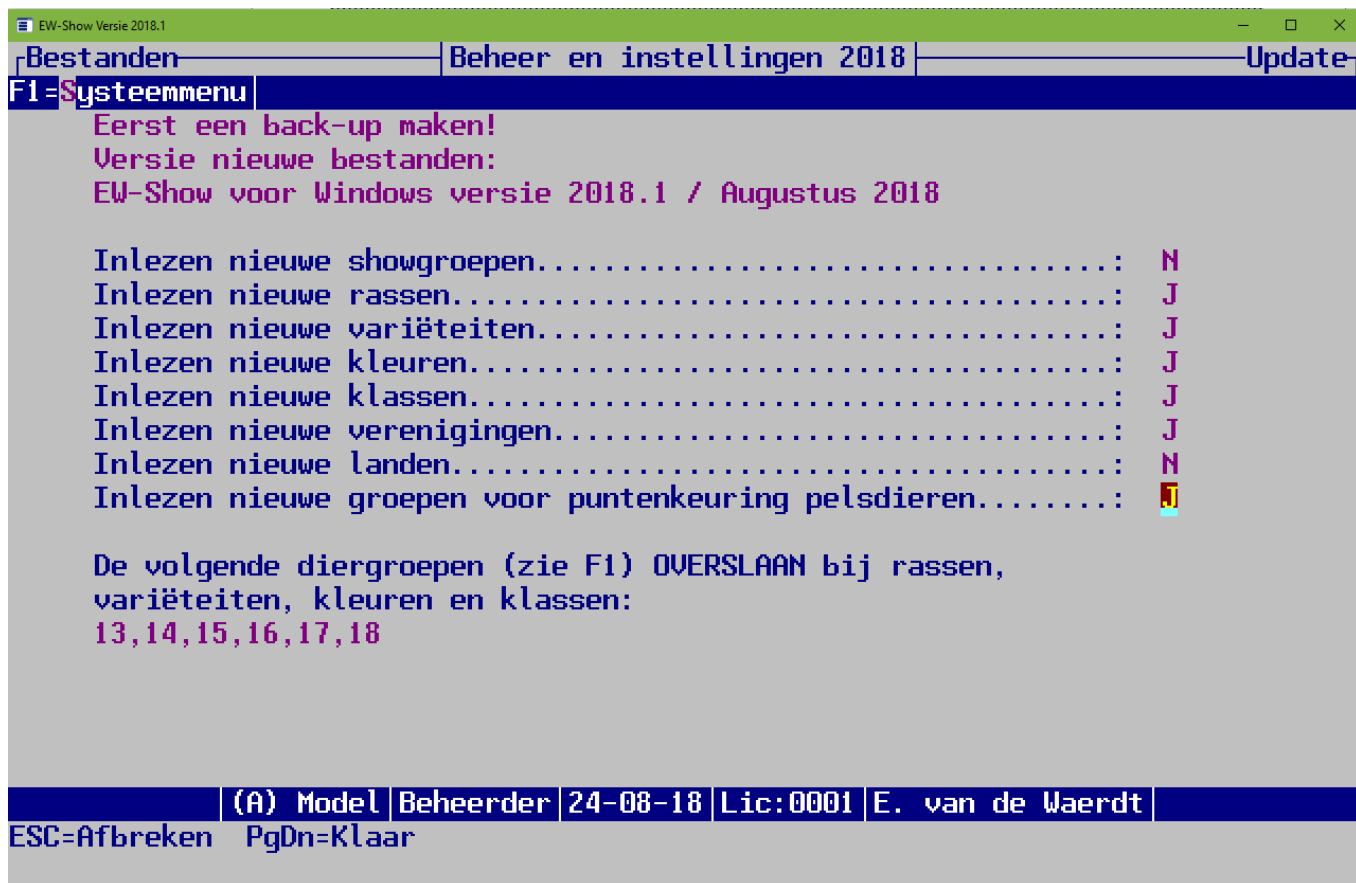 EW-Show Versie 2018.1
Bestanden Beheer en instellingen 2018 Update
F1=Systeemmenu
Eerst een back-up maken!
Versie nieuwe bestanden:
EW-Show voor Windows versie 2018.1 / Augustus 2018
Inlezen nieuwe showgroepen..................................: N
Inlezen nieuwe rassen.......................................: J
Inlezen nieuwe variëteiten..................................: J
Inlezen nieuwe kleuren......................................: J
Inlezen nieuwe klassen......................................: J
Inlezen nieuwe verenigingen.................................: J
Inlezen nieuwe landen.......................................: N
Inlezen nieuwe groepen voor puntenkeuring pelsdieren........: J
De volgende diergroepen (zie F1) OVERSLAAN bij rassen,
variëteiten, kleuren en klassen:
13,14,15,16,17,18
(A) Model|Beheerder|24-08-18|Lic:0001|E. van de Waerdt
ESC=Afbreken PgDn=Klaar